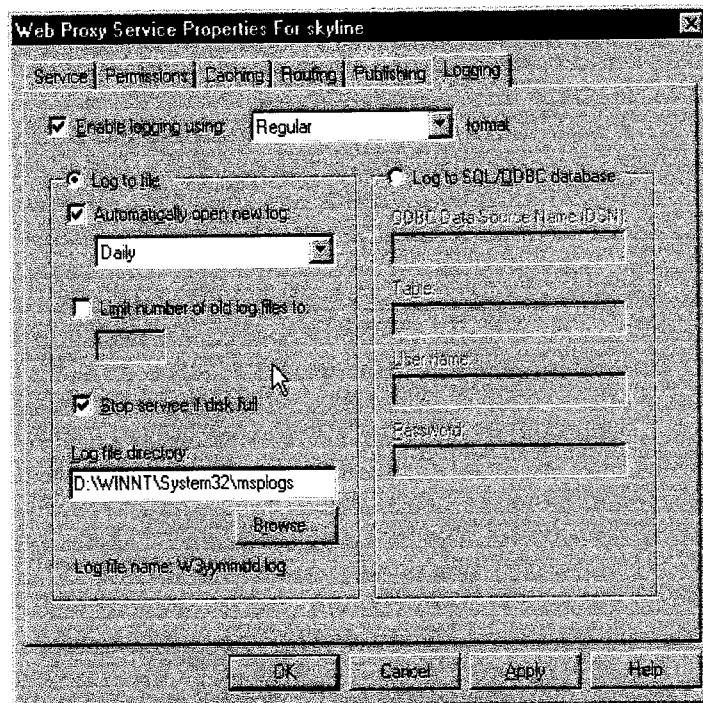 Web Proxy Service Properties For skyline
Service Permissions Caching Routing Publishing Logging
Enable logging using: Regular format
Log to file
Automatically open new log:
Daily
Limit number of old log files to:
Stop service if disk full
Log file directory:
D:\WINNT\System32\msplogs
Browse...
Log file name: W3yymmdd.log
Log to SQL/ODBC database
ODBC Data Source Name (DSN):
Table:
User name:
Password:
OK Cancel Apply Help